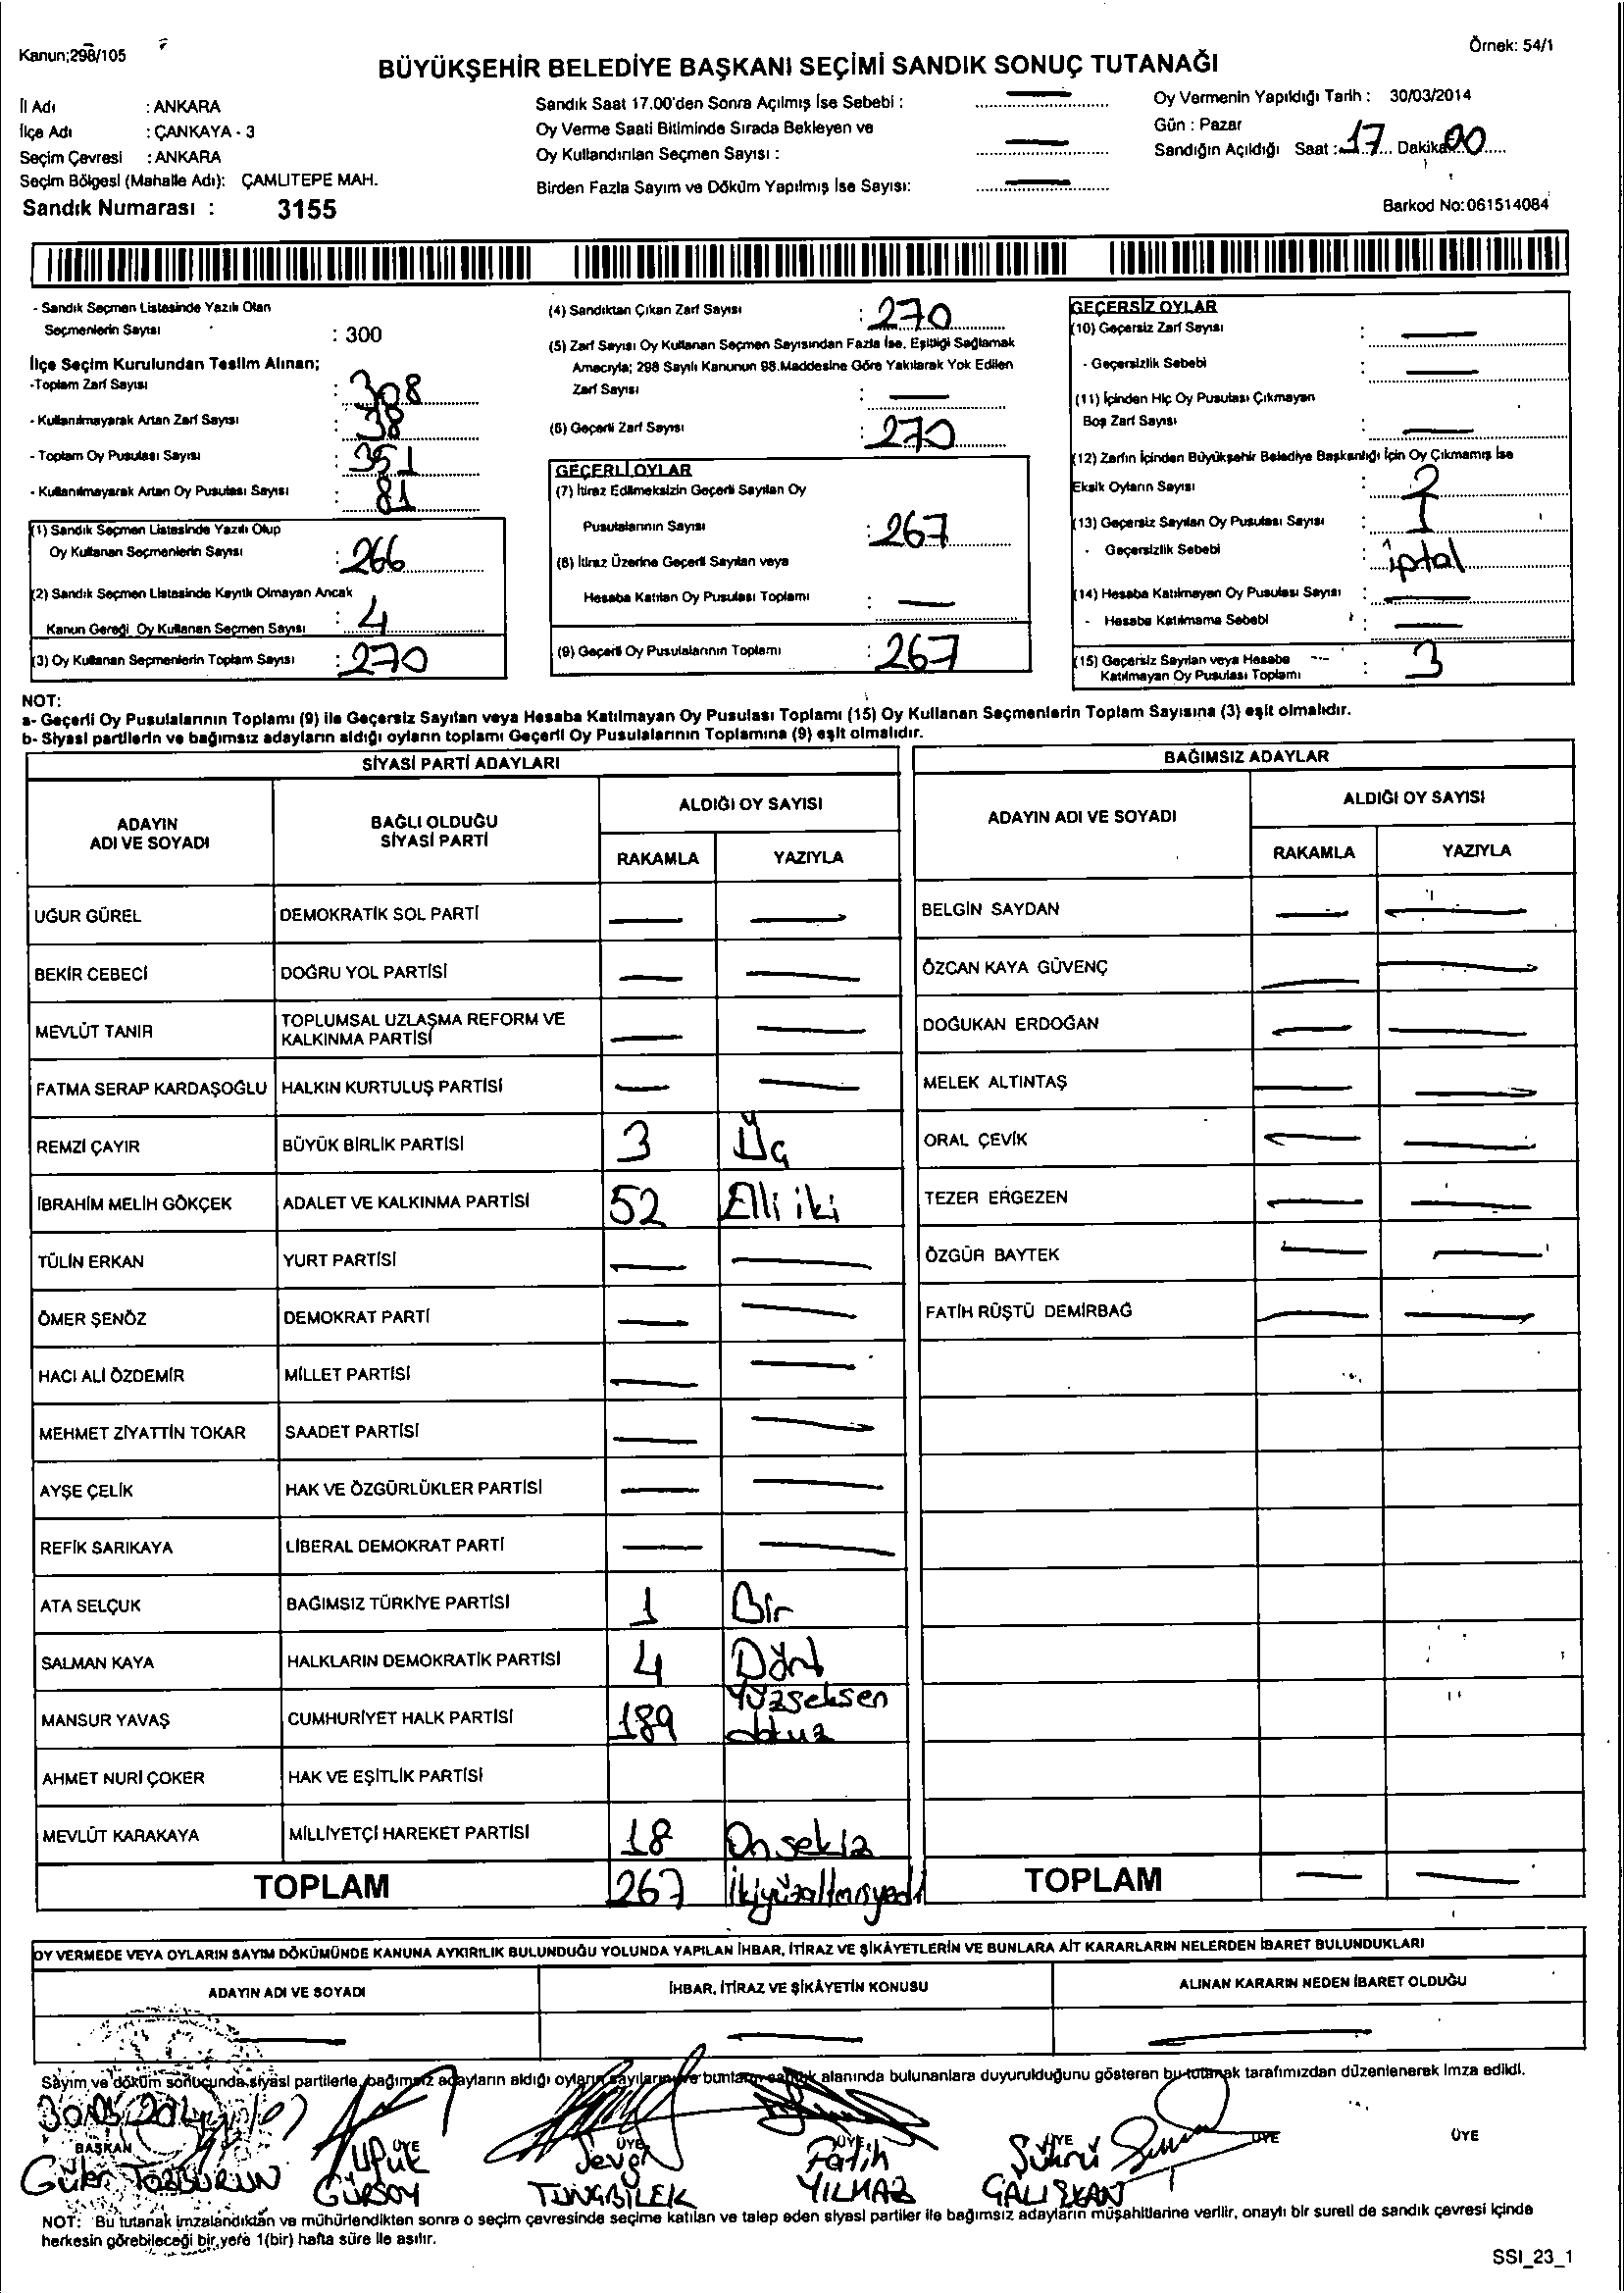 Kanun;298/105
Örnek: 54/1
BÜYÜKŞEHİR BELEDİYE BAŞKANI SEÇİMİ SANDIK SONUÇ TUTANAĞI
İl Adı : ANKARA
İlçe Adı : ÇANKAYA - 3
Seçim Çevresi : ANKARA
Seçim Bölgesi (Mahalle Adı): ÇAMLITEPE MAH.
Sandık Numarası : 3155
Sandık Saat 17.00'den Sonra Açılmış İse Sebebi :
Oy Verme Saati Bitiminde Sırada Bekleyen ve
Oy Kullandırılan Seçmen Sayısı :
Birden Fazla Sayım ve Döküm Yapılmış İse Sayısı:
Oy Vermenin Yapıldığı Tarih : 30/03/2014
Gün : Pazar
Sandığın Açıldığı Saat : 17 Dakika 00
Barkod No:061514084
- Sandık Seçmen Listesinde Yazılı Olan
Seçmenlerin Sayısı : 300
İlçe Seçim Kurulundan Teslim Alınan;
-Toplam Zarf Sayısı : 308
- Kullanılmayarak Artan Zarf Sayısı : 38
- Toplam Oy Pusulası Sayısı : 351
- Kullanılmayarak Artan Oy Pusulası Sayısı : 81
(1) Sandık Seçmen Listesinde Yazılı Olup
Oy Kullanan Seçmenlerin Sayısı : 266
(2) Sandık Seçmen Listesinde Kayıtlı Olmayan Ancak
Kanun Gereği Oy Kullanan Seçmen Sayısı : 4
(3) Oy Kullanan Seçmenlerin Toplam Sayısı : 270
(4) Sandıktan Çıkan Zarf Sayısı : 270
(5) Zarf Sayısı Oy Kullanan Seçmen Sayısından Fazla İse, Eşitliği Sağlamak
Amacıyla; 298 Sayılı Kanunun 98.Maddesine Göre Yakılarak Yok Edilen
Zarf Sayısı :
(6) Geçerli Zarf Sayısı : 270
GEÇERLİ OYLAR
(7) İtiraz Edilmeksizin Geçerli Sayılan Oy
Pusulalarının Sayısı : 267
(8) İtiraz Üzerine Geçerli Sayılan veya
Hesaba Katılan Oy Pusulası Toplamı :
(9) Geçerli Oy Pusulalarının Toplamı : 267
GEÇERSİZ OYLAR
(10) Geçersiz Zarf Sayısı :
- Geçersizlik Sebebi :
(11) İçinden Hiç Oy Pusulası Çıkmayan
Boş Zarf Sayısı :
(12) Zarfın İçinden Büyükşehir Belediye Başkanlığı İçin Oy Çıkmamış İse
Eksik Oyların Sayısı : 2
(13) Geçersiz Sayılan Oy Pusulası Sayısı : 1
- Geçersizlik Sebebi : iptal
(14) Hesaba Katılmayan Oy Pusulası Sayısı :
- Hesaba Katılmama Sebebi :
(15) Geçersiz Sayılan veya Hesaba
Katılmayan Oy Pusulası Toplamı : 3
NOT:
a- Geçerli Oy Pusulalarının Toplamı (9) ile Geçersiz Sayılan veya Hesaba Katılmayan Oy Pusulası Toplamı (15) Oy Kullanan Seçmenlerin Toplam Sayısına (3) eşit olmalıdır.
b- Siyasi partilerin ve bağımsız adayların aldığı oyların toplamı Geçerli Oy Pusulalarının Toplamına (9) eşit olmalıdır.
SİYASİ PARTİ ADAYLARI
ADAYIN
ADI VE SOYADI
BAĞLI OLDUĞU
SİYASİ PARTİ
ALDIĞI OY SAYISI
RAKAMLA YAZIYLA
UĞUR GÜREL DEMOKRATİK SOL PARTİ
BEKİR CEBECİ DOĞRU YOL PARTİSİ
MEVLÜT TANIR TOPLUMSAL UZLAŞMA REFORM VE
KALKINMA PARTİSİ
FATMA SERAP KARDAŞOĞLU HALKIN KURTULUŞ PARTİSİ
REMZİ ÇAYIR BÜYÜK BİRLİK PARTİSİ 3 Üç
İBRAHİM MELİH GÖKÇEK ADALET VE KALKINMA PARTİSİ 52 Elli iki
TÜLİN ERKAN YURT PARTİSİ
ÖMER ŞENÖZ DEMOKRAT PARTİ
HACI ALİ ÖZDEMİR MİLLET PARTİSİ
MEHMET ZİYATTİN TOKAR SAADET PARTİSİ
AYŞE ÇELİK HAK VE ÖZGÜRLÜKLER PARTİSİ
REFİK SARIKAYA LİBERAL DEMOKRAT PARTİ
ATA SELÇUK BAĞIMSIZ TÜRKİYE PARTİSİ 1 Bir
SALMAN KAYA HALKLARIN DEMOKRATİK PARTİSİ 4 Dört
MANSUR YAVAŞ CUMHURİYET HALK PARTİSİ 189 Yüzseksen
dokuz
AHMET NURİ ÇOKER HAK VE EŞİTLİK PARTİSİ
MEVLÜT KARAKAYA MİLLİYETÇİ HAREKET PARTİSİ 18 Onsekiz
TOPLAM 267 İkiyüzaltmışyedi
BAĞIMSIZ ADAYLAR
ADAYIN ADI VE SOYADI
ALDIĞI OY SAYISI
RAKAMLA YAZIYLA
BELGİN SAYDAN
ÖZCAN KAYA GÜVENÇ
DOĞUKAN ERDOĞAN
MELEK ALTINTAŞ
ORAL ÇEVİK
TEZER ERGEZEN
ÖZGÜR BAYTEK
FATİH RÜŞTÜ DEMİRBAĞ
TOPLAM
OY VERMEDE VEYA OYLARIN SAYIM DÖKÜMÜNDE KANUNA AYKIRILIK BULUNDUĞU YOLUNDA YAPILAN İHBAR, İTİRAZ VE ŞİKÂYETLERİN VE BUNLARA AİT KARARLARIN NELERDEN İBARET BULUNDUKLARI
ADAYIN ADI VE SOYADI
İHBAR, İTİRAZ VE ŞİKÂYETİN KONUSU
ALINAN KARARIN NEDEN İBARET OLDUĞU
Sayım ve döküm sonucunda siyasi partilerle, bağımsız adayların aldığı oyların sayılarını ve bunların sandık alanında bulunanlara duyurulduğunu gösteren bu tutanak tarafımızdan düzenlenerek imza edildi.
30.03.2014
BAŞKAN ÜYE ÜYE ÜYE ÜYE ÜYE ÜYE
Güler TOZBURUN
Ufuk
GÜRSOY
Sevgi
TUNGBİLEK
Fatih
YILMAZ
Şükrü
ÇALIŞKAN
NOT: Bu tutanak imzalandıktan ve mühürlendikten sonra o seçim çevresinde seçime katılan ve talep eden siyasi partiler ile bağımsız adayların müşahitlerine verilir, onaylı bir sureti de sandık çevresi içinde
herkesin görebileceği bir yere 1(bir) hafta süre ile asılır.
SSI_23_1